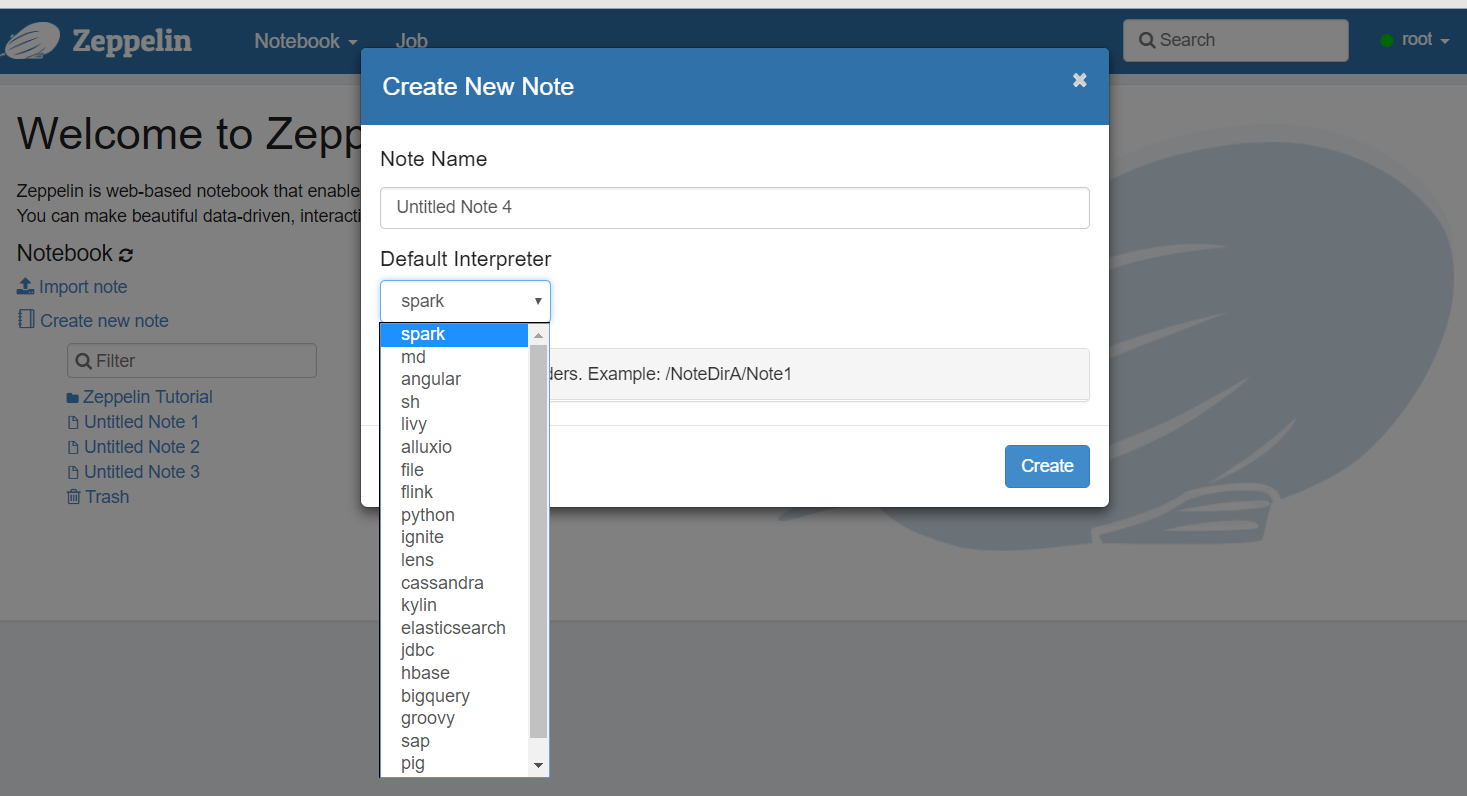 Zeppelin
Notebook
Job
Search
root
Create New Note
Welcome to Zepp
Zeppelin is web-based notebook that enable
You can make beautiful data-driven, interacti
Notebook
Import note
Create new note
Filter
Zeppelin Tutorial
Untitled Note 1
Untitled Note 2
Untitled Note 3
Trash
Note Name
Untitled Note 4
Default Interpreter
spark
spark
md
angular
sh
livy
alluxio
file
flink
python
ignite
lens
cassandra
kylin
elasticsearch
jdbc
hbase
bigquery
groovy
sap
pig
ders. Example: /NoteDirA/Note1
Create